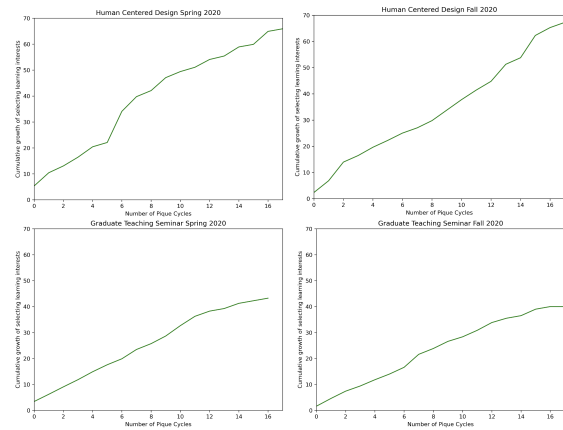 Human Centered Design Spring 2020
Cumulative growth of selecting learning interests
70
60
50
40
30
20
10
0
0 2 4 6 8 10 12 14 16
Number of Pique Cycles
Human Centered Design Fall 2020
Cumulative growth of selecting learning interests
70
60
50
40
30
20
10
0
0 2 4 6 8 10 12 14 16
Number of Pique Cycles
Graduate Teaching Seminar Spring 2020
Cumulative growth of selecting learning interests
70
60
50
40
30
20
10
0
0 2 4 6 8 10 12 14 16
Number of Pique Cycles
Graduate Teaching Seminar Fall 2020
Cumulative growth of selecting learning interests
70
60
50
40
30
20
10
0
0 2 4 6 8 10 12 14 16
Number of Pique Cycles